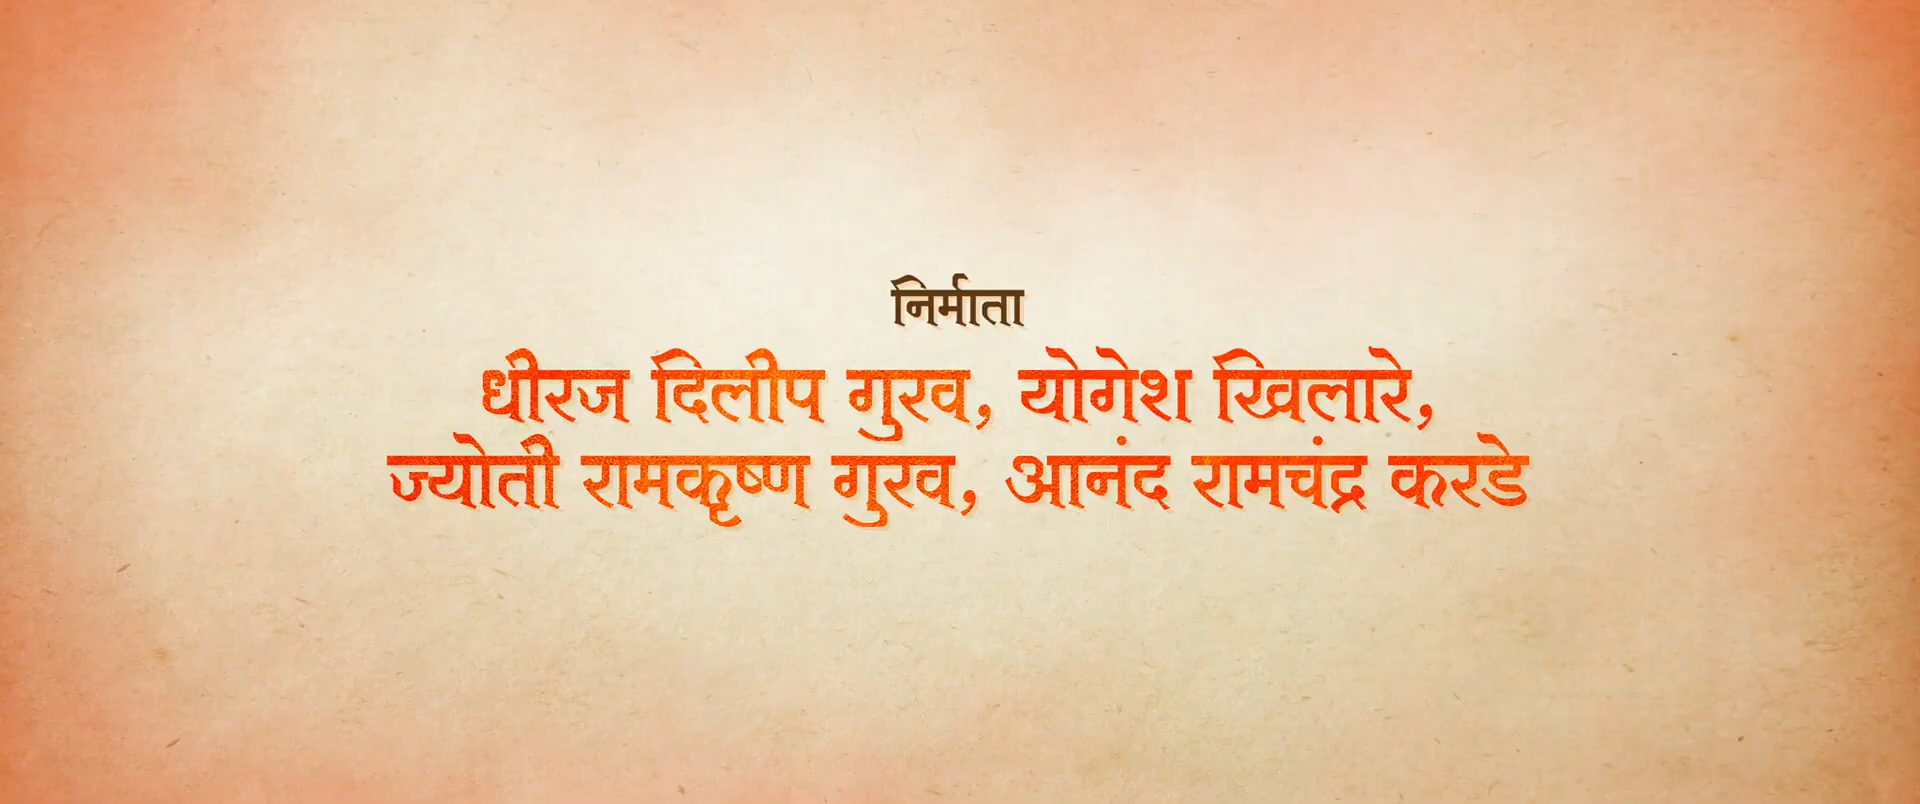 निर्माता
धीरज दिलीप गुरव, योगेश खिलारे,
ज्योती रामकृष्ण गुरव, आनंद रामचंद्र करडे